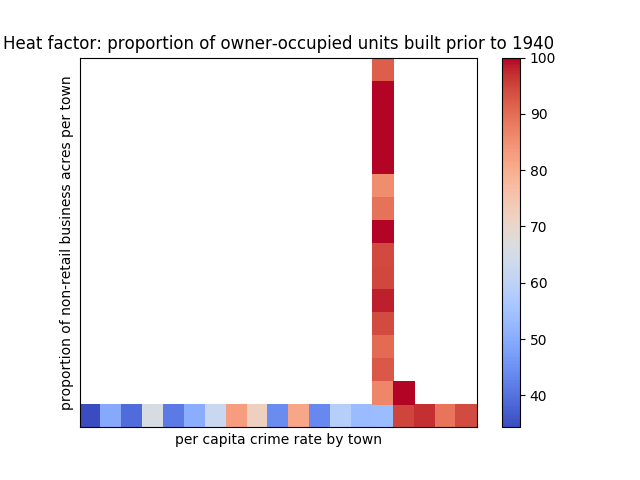 Heat factor: proportion of owner-occupied units built prior to 1940
proportion of non-retail business acres per town
per capita crime rate by town
100
90
80
70
60
50
40